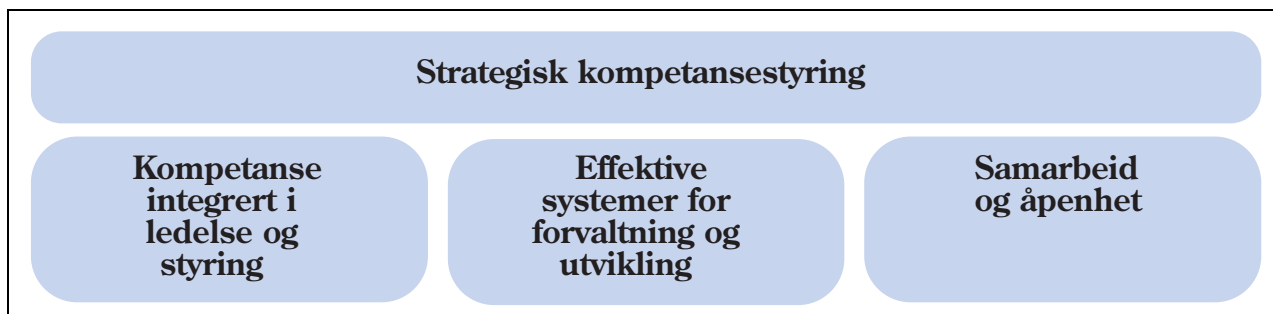 Strategisk kompetansestyring
Kompetanse
integrert i
ledelse og
styring
Effektive
systemer for
forvaltning og
utvikling
Samarbeid
og åpenhet